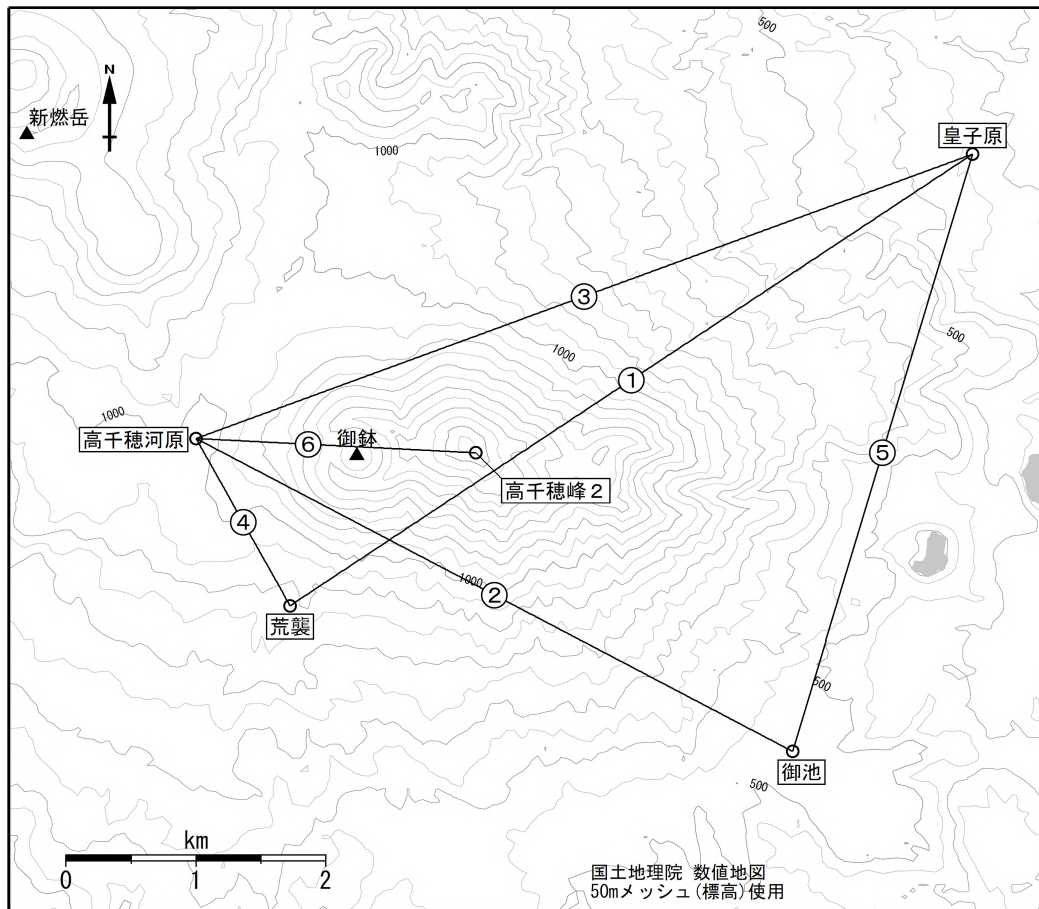 500
N
新燃岳
皇子原
1000
③
500
1000
①
1000
高千穂河原
⑥
御鉢
⑤
高千穂峰2
④
1000
②
荒襲
500
御池
500
km
0 1 2
国土地理院 数値地図
50mメッシュ(標高)使用